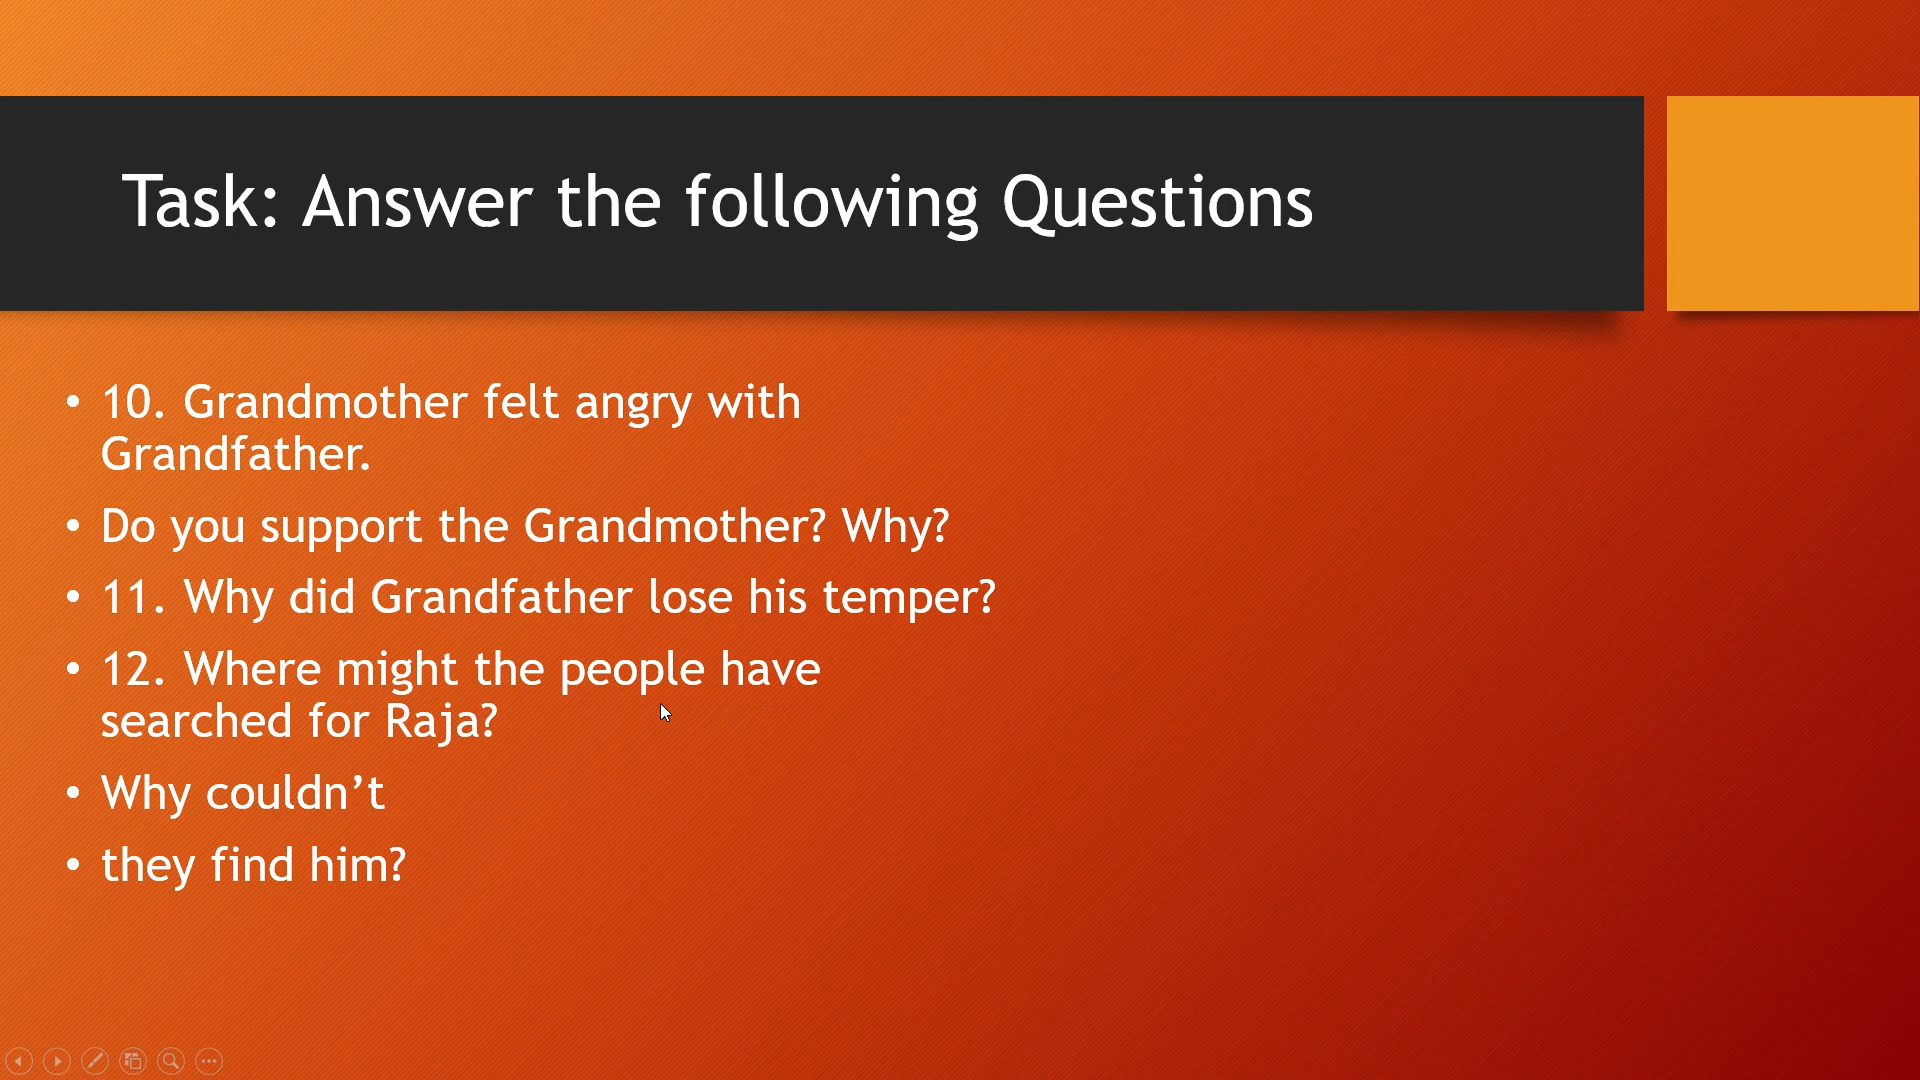 Task: Answer the following Questions
• 10. Grandmother felt angry with
Grandfather.
• Do you support the Grandmother? Why?
• 11. Why did Grandfather lose his temper?
• 12. Where might the people have
searched for Raja?
• Why couldn’t
• they find him?